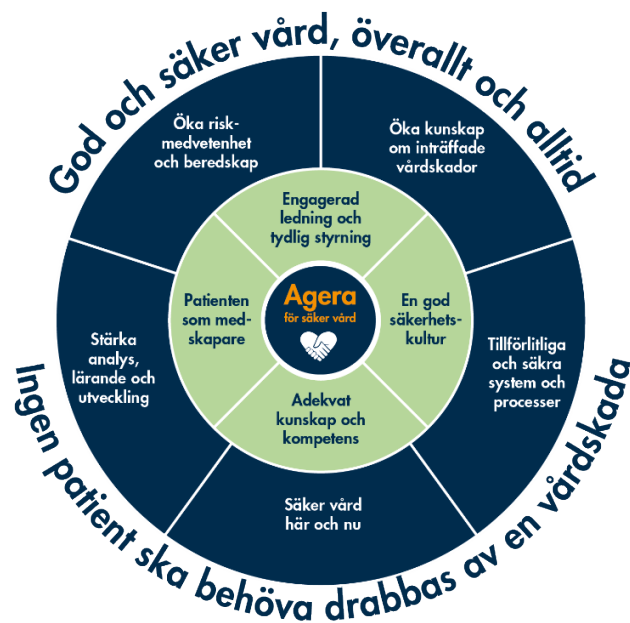 God och säker vård, överallt och alltid
Öka risk-
medvetenhet
och beredskap
Öka kunskap
om inträffade
vårdskador
Engagerad
ledning och
tydlig styrning
Patienten
som med-
skapare
Agera
för säker vård
En god
säkerhets-
kultur
Stärka
analys,
lärande och
utveckling
Tillförlitliga
och säkra
system och
processer
Adekvat
kunskap och
kompetens
Säker vård
här och nu
Ingen patient ska behöva drabbas av en vårdskada